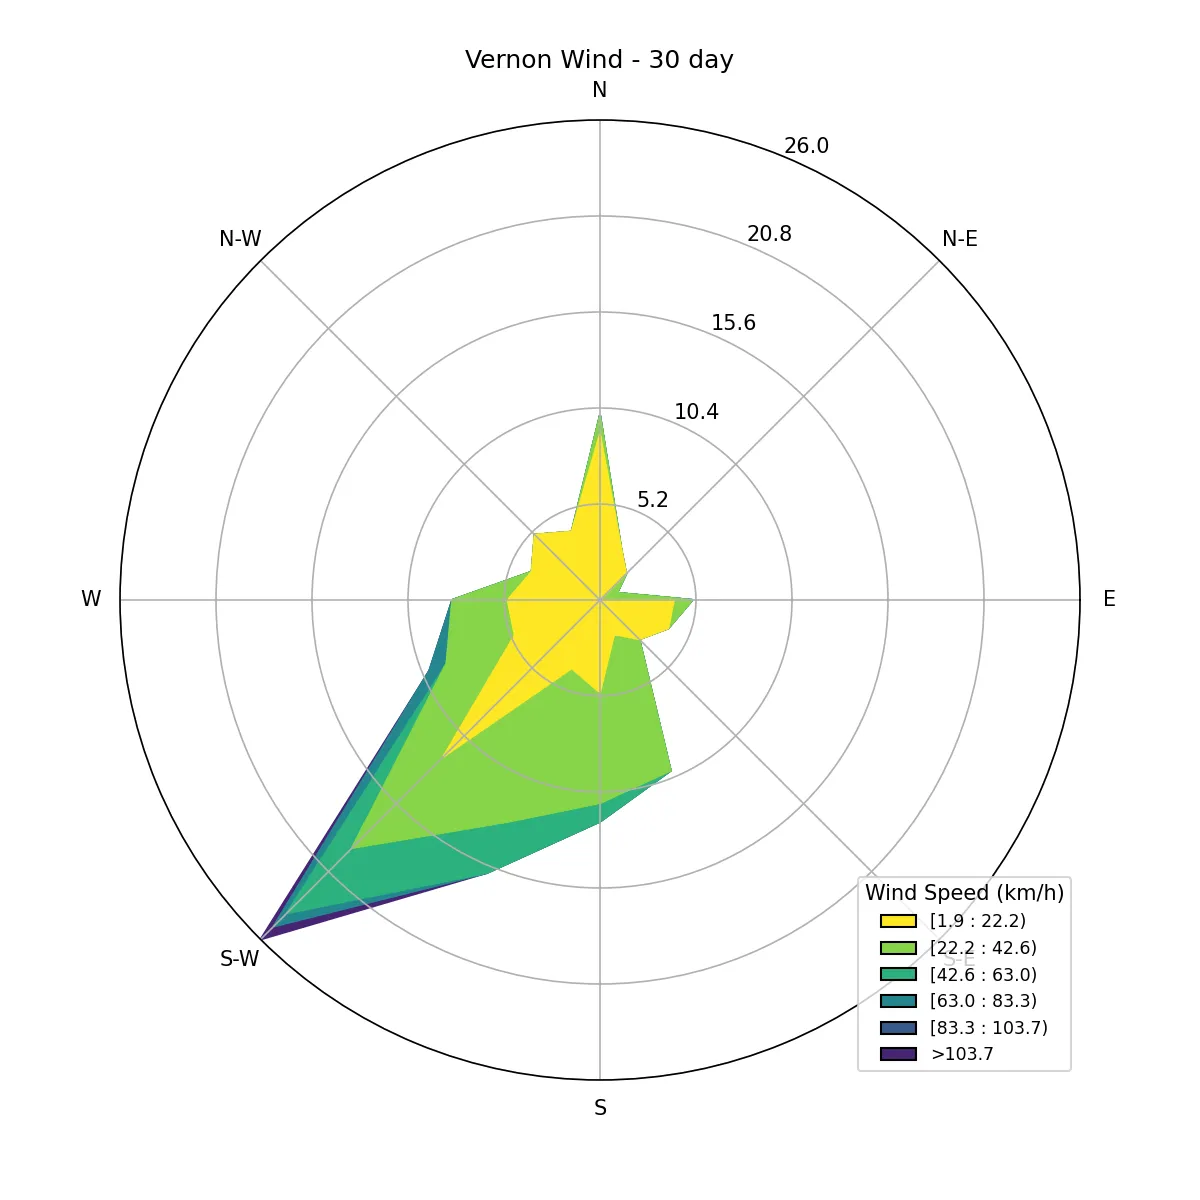 Vernon Wind - 30 day
N
26.0
N-W
20.8
N-E
15.6
10.4
5.2
W
E
S-W
S-E
S
Wind Speed (km/h)
[1.9 : 22.2)
[22.2 : 42.6)
[42.6 : 63.0)
[63.0 : 83.3)
[83.3 : 103.7)
>103.7